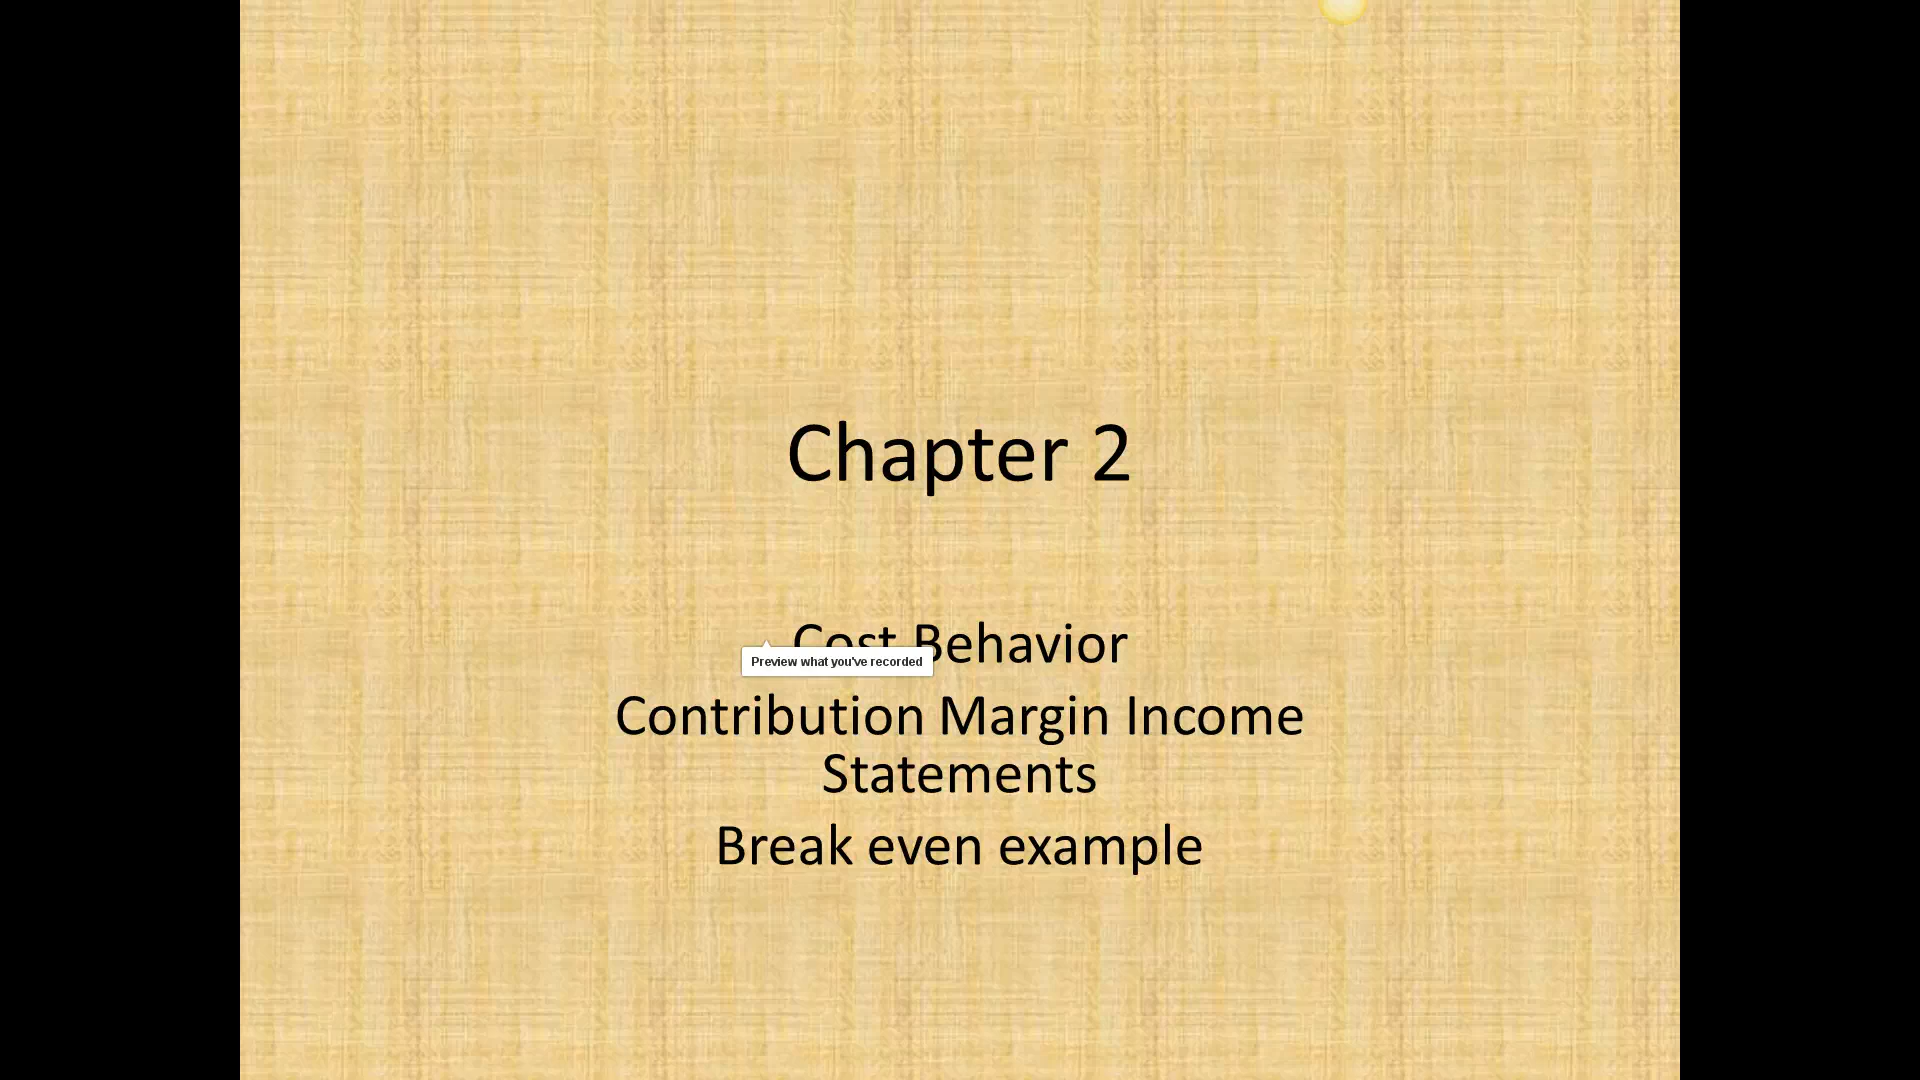 Chapter 2
Cost Behavior
Preview what you've recorded
Contribution Margin Income
Statements
Break even example